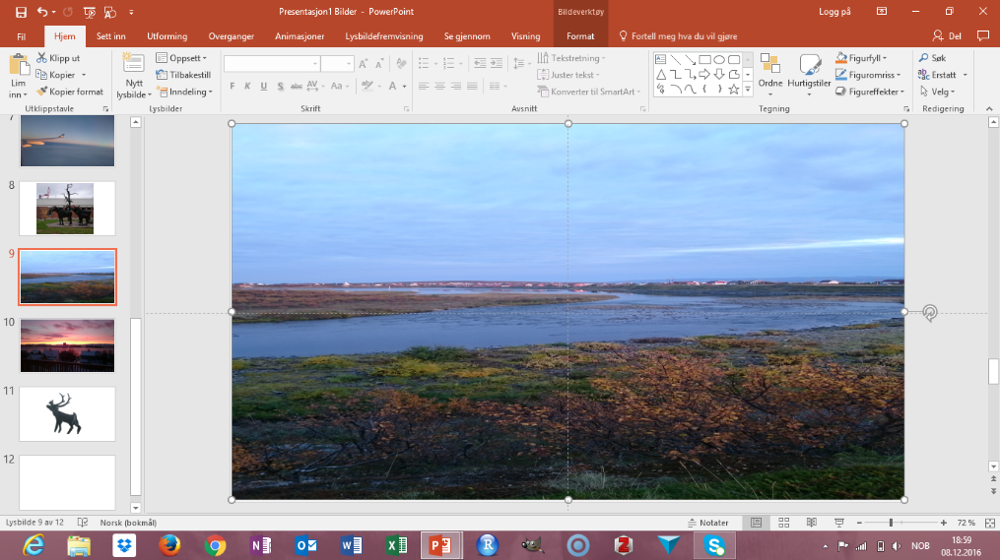 Presentasjon1 Bilder - PowerPoint
Bildeverktøy
Logg på
Fil Hjem Sett inn Utforming Overganger Animasjoner Lysbildefremvisning Se gjennom Visning Format Fortell meg hva du vil gjøre Del
Lim inn
Klipp ut
Kopier
Kopier format
Utklippstavle
Nytt lysbilde
Oppsett
Tilbakestill
Inndeling
Lysbilder
F K U S abc AV Aa A
Skrift
Tekstretning
Juster tekst
Konverter til SmartArt
Avsnitt
Ordne
Hurtigstiler
Figurfyll
Figuromriss
Figureffekter
Tegning
Søk
Erstatt
Velg
Redigering
7
8
9
10
11
12
Lysbilde 9 av 12 Norsk (bokmål) Notater 72 %
NOB
18:59
08.12.2016